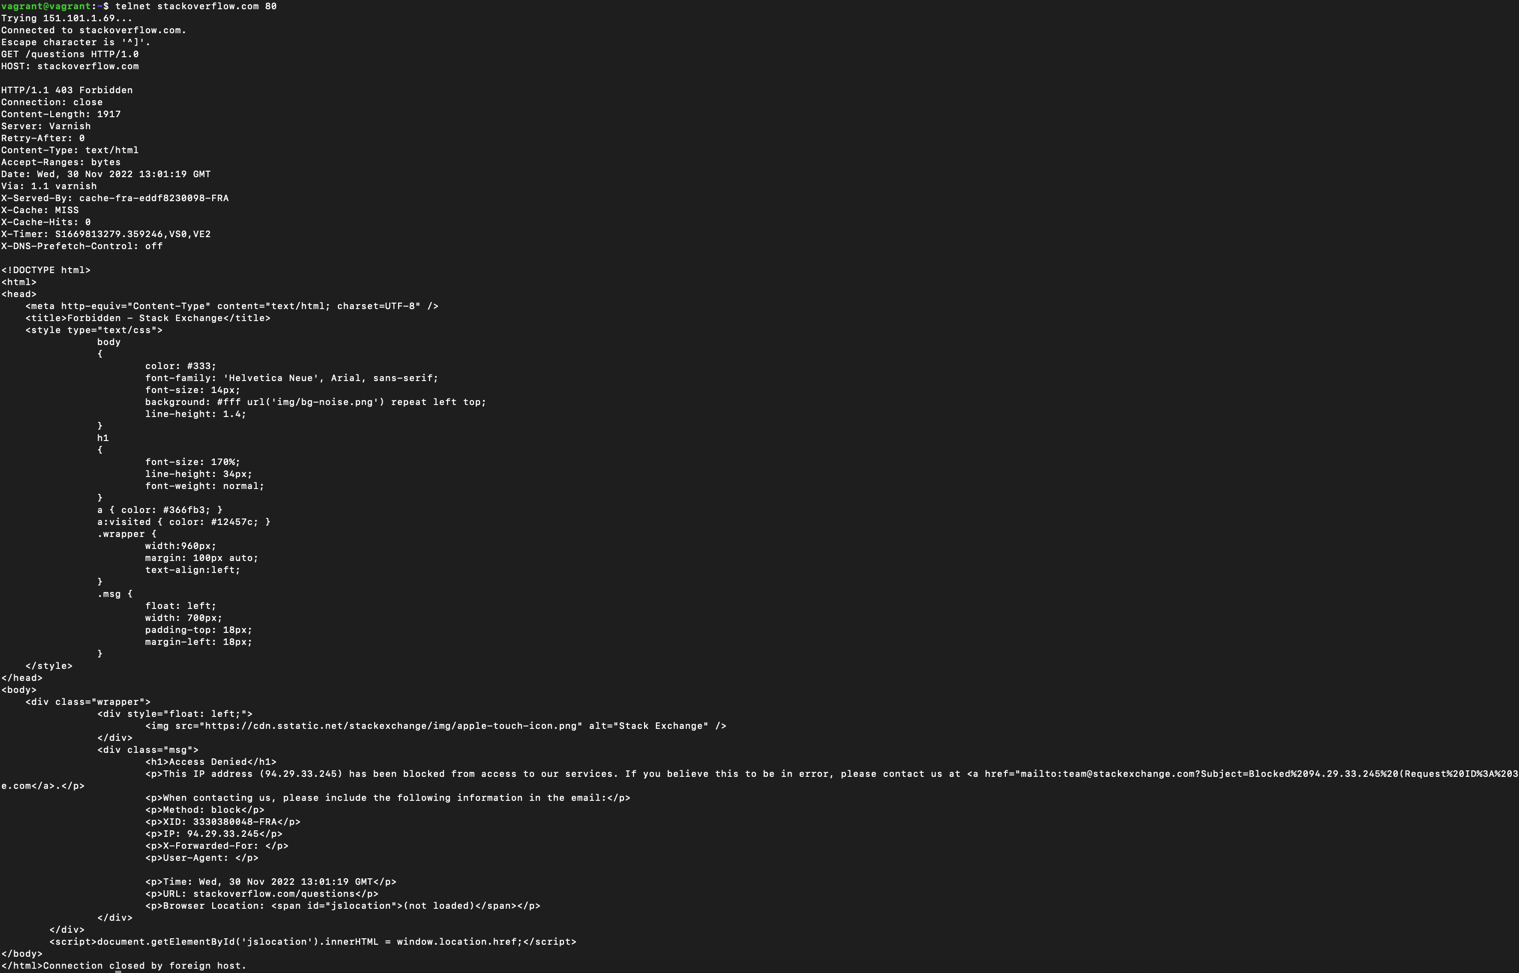 vagrant@vagrant:~$ telnet stackoverflow.com 80
Trying 151.101.1.69...
Connected to stackoverflow.com.
Escape character is '^]'.
GET /questions HTTP/1.0
HOST: stackoverflow.com

HTTP/1.1 403 Forbidden
Connection: close
Content-Length: 1917
Server: Varnish
Retry-After: 0
Content-Type: text/html
Accept-Ranges: bytes
Date: Wed, 30 Nov 2022 13:01:19 GMT
Via: 1.1 varnish
X-Served-By: cache-fra-eddf8230098-FRA
X-Cache: MISS
X-Cache-Hits: 0
X-Timer: S1669813279.359246,VS0,VE2
X-DNS-Prefetch-Control: off

<!DOCTYPE html>
<html>
<head>
    <meta http-equiv="Content-Type" content="text/html; charset=UTF-8" />
    <title>Forbidden - Stack Exchange</title>
    <style type="text/css">
                body
                {
                        color: #333;
                        font-family: 'Helvetica Neue', Arial, sans-serif;
                        font-size: 14px;
                        background: #fff url('img/bg-noise.png') repeat left top;
                        line-height: 1.4;
                }
                h1
                {
                        font-size: 170%;
                        line-height: 34px;
                        font-weight: normal;
                }
                a { color: #366fb3; }
                a:visited { color: #12457c; }
                .wrapper {
                        width:960px;
                        margin: 100px auto;
                        text-align:left;
                }
                .msg {
                        float: left;
                        width: 700px;
                        padding-top: 18px;
                        margin-left: 18px;
                }
    </style>
</head>
<body>
    <div class="wrapper">
                <div style="float: left;">
                        <img src="https://cdn.sstatic.net/stackexchange/img/apple-touch-icon.png" alt="Stack Exchange" />
                </div>
                <div class="msg">
                        <h1>Access Denied</h1>
                        <p>This IP address (94.29.33.245) has been blocked from access to our services. If you believe this to be in error, please contact us at <a href="mailto:team@stackexchange.com?Subject=Blocked%2094.29.33.245%20(Request%20ID%3A%203
e.com</a>.</p>
                        <p>When contacting us, please include the following information in the email:</p>
                        <p>Method: block</p>
                        <p>XID: 3330380048-FRA</p>
                        <p>IP: 94.29.33.245</p>
                        <p>X-Forwarded-For: </p>
                        <p>User-Agent: </p>

                        <p>Time: Wed, 30 Nov 2022 13:01:19 GMT</p>
                        <p>URL: stackoverflow.com/questions</p>
                        <p>Browser Location: <span id="jslocation">(not loaded)</span></p>
                </div>
        </div>
        <script>document.getElementById('jslocation').innerHTML = window.location.href;</script>
</body>
</html>Connection closed by foreign host.